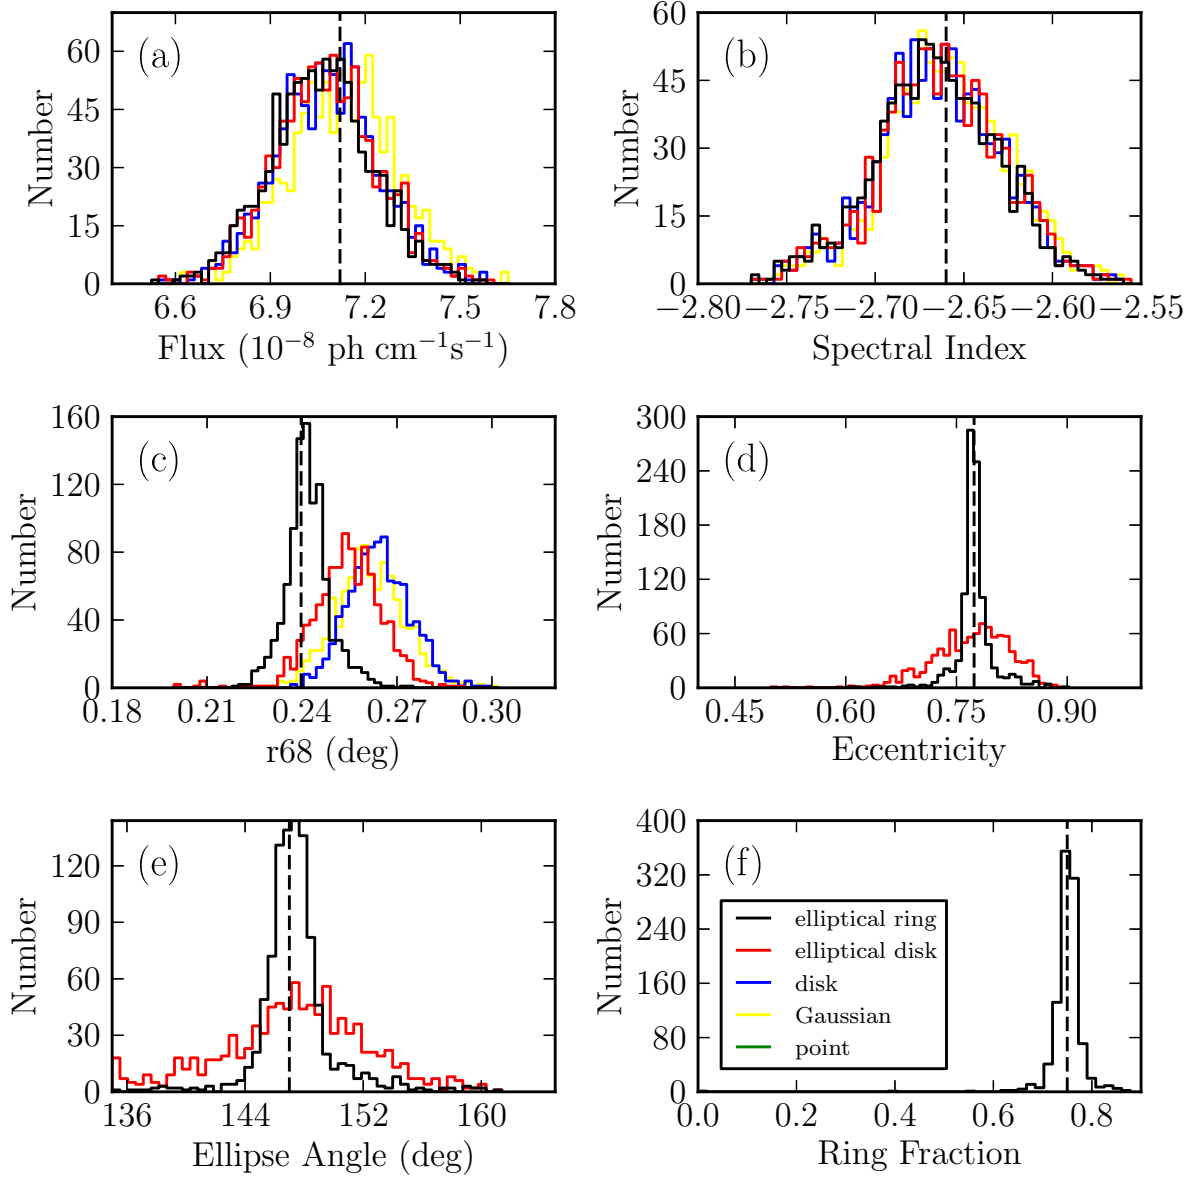 (a)
Number
60
45
30
15
0
6.6 6.9 7.2 7.5 7.8
Flux (10⁻⁸ ph cm⁻¹s⁻¹)
(b)
Number
60
45
30
15
0
−2.80 −2.75 −2.70 −2.65 −2.60 −2.55
Spectral Index
(c)
Number
160
120
80
40
0
0.18 0.21 0.24 0.27 0.30
r68 (deg)
(d)
Number
300
240
180
120
60
0
0.45 0.60 0.75 0.90
Eccentricity
(e)
Number
120
90
60
30
0
136 144 152 160
Ellipse Angle (deg)
(f)
Number
400
320
240
160
80
0
elliptical ring
elliptical disk
disk
Gaussian
point
0.0 0.2 0.4 0.6 0.8
Ring Fraction